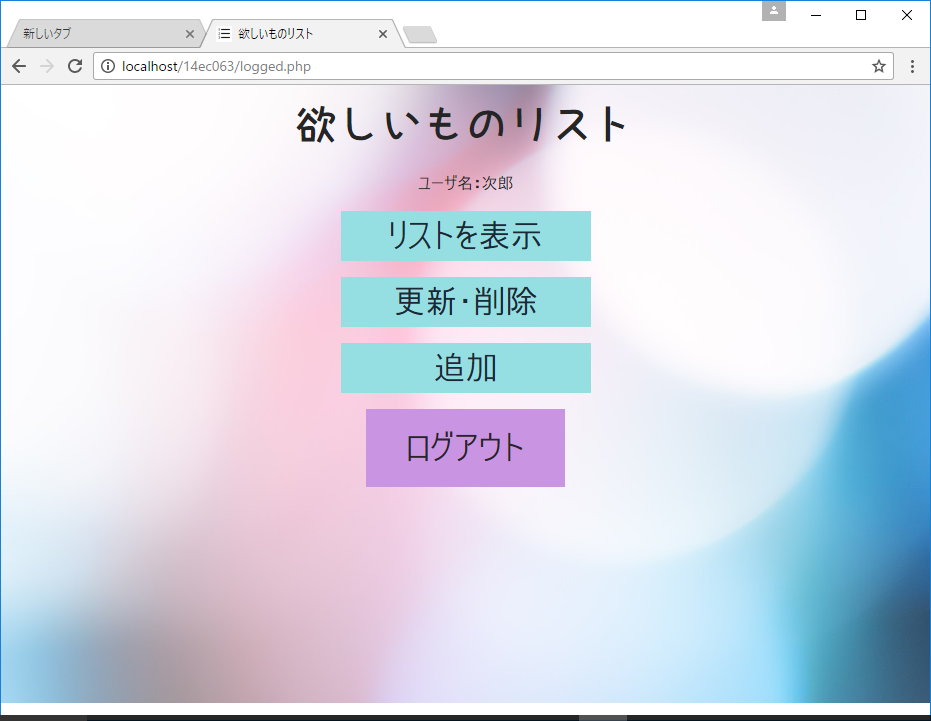 新しいタブ
欲しいものリスト
localhost/14ec063/logged.php
欲しいものリスト
ユーザ名:次郎
リストを表示
更新・削除
追加
ログアウト